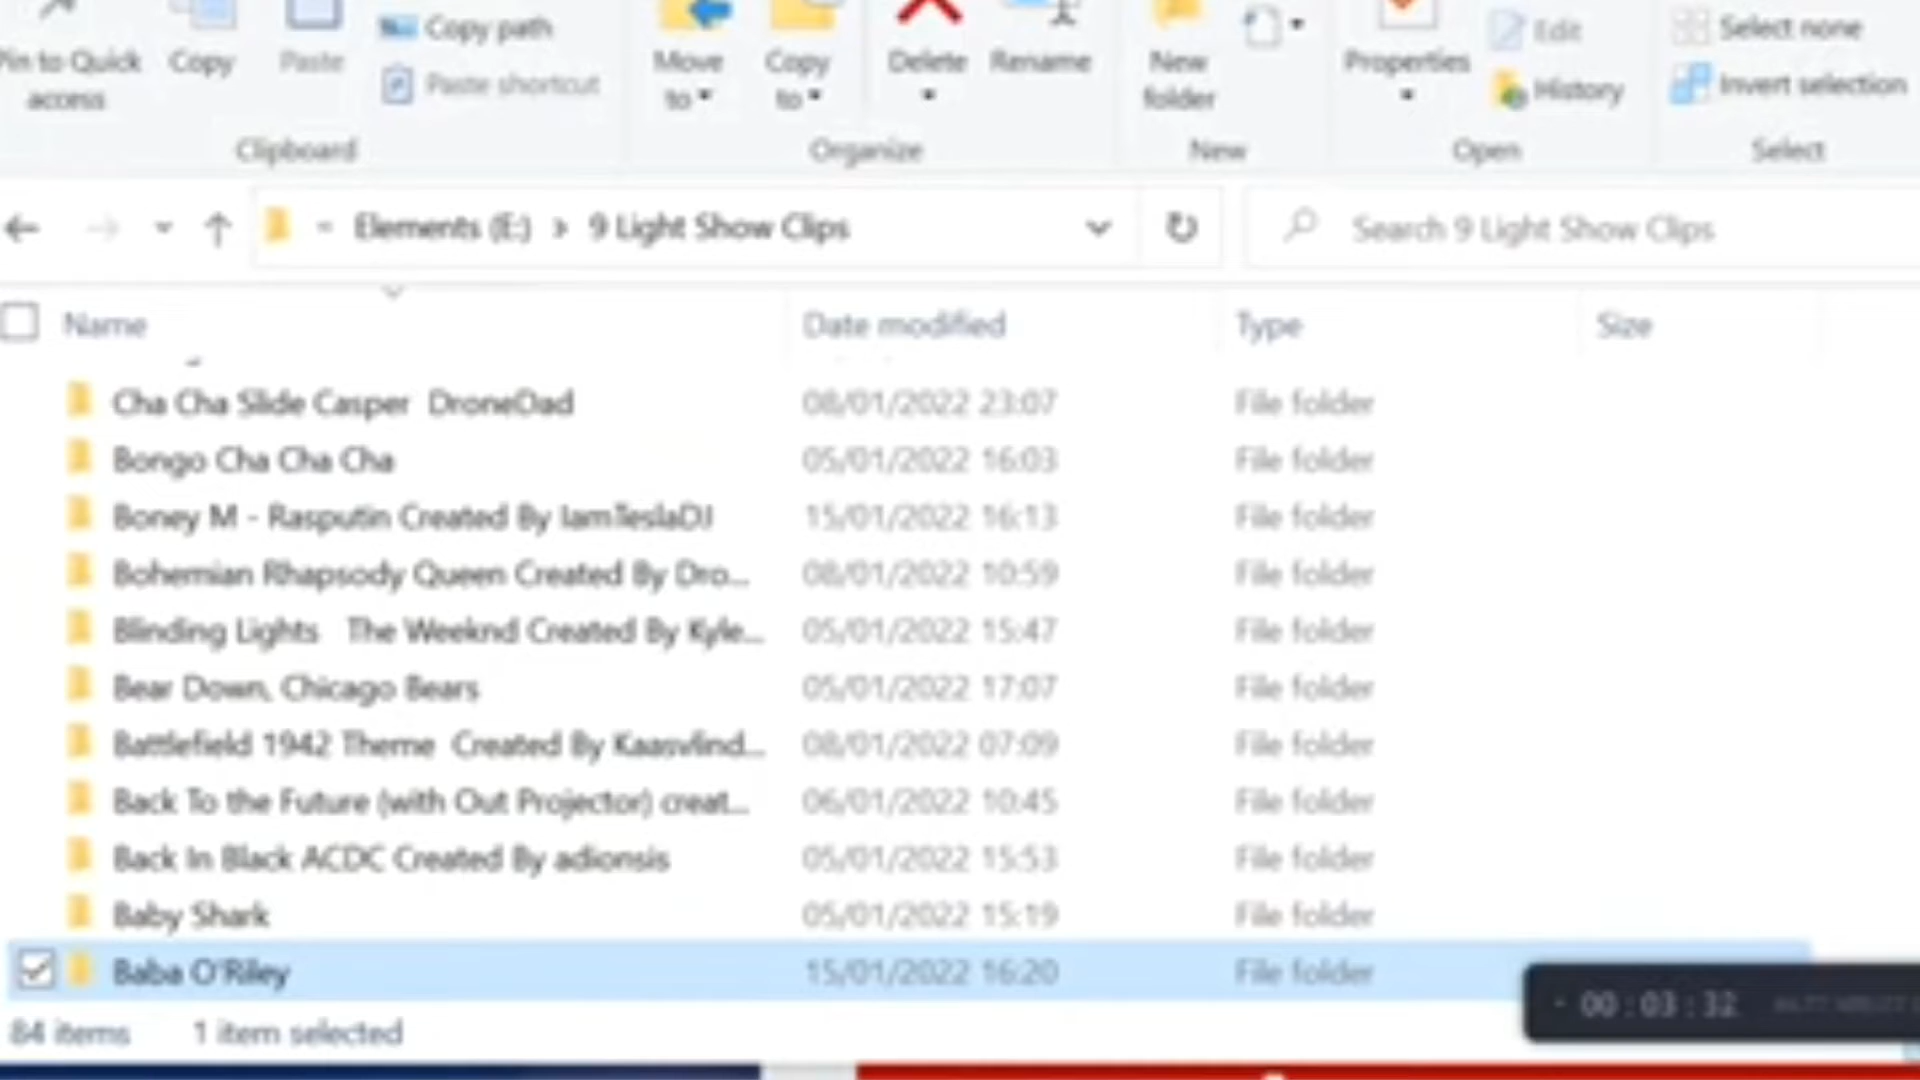 Pin to Quick access
Copy
Paste
Copy path
Paste shortcut
Move to
Copy to
Delete
Rename
New folder
Properties
Edit
History
Select none
Invert selection
Clipboard
Organize
New
Open
Select
Elements (E:) > 9 Light Show Clips
Search 9 Light Show Clips
Name Date modified Type Size
Cha Cha Slide Casper DroneDad 08/01/2022 23:07 File folder
Bongo Cha Cha Cha 05/01/2022 16:03 File folder
Boney M - Rasputin Created By IamTeslaDJ 15/01/2022 16:13 File folder
Bohemian Rhapsody Queen Created By Dro... 08/01/2022 10:59 File folder
Blinding Lights The Weeknd Created By Kyle... 05/01/2022 15:47 File folder
Bear Down, Chicago Bears 05/01/2022 17:07 File folder
Battlefield 1942 Theme Created By Kaasvlind... 08/01/2022 07:09 File folder
Back To the Future (with Out Projector) creat... 06/01/2022 10:45 File folder
Back In Black ACDC Created By adionsis 05/01/2022 15:53 File folder
Baby Shark 05/01/2022 15:19 File folder
Baba O'Riley 15/01/2022 16:20 File folder
84 items 1 item selected
00:03:32